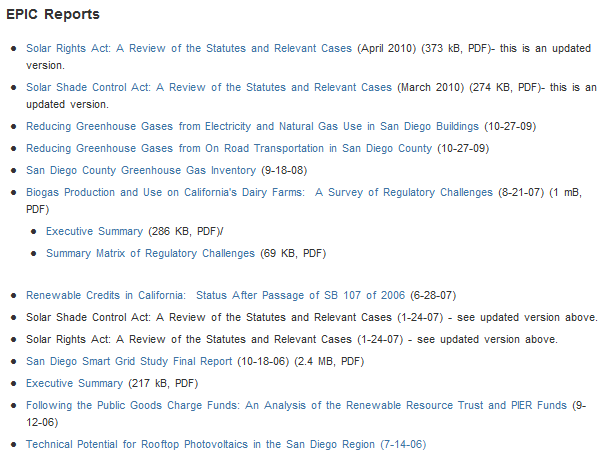 EPIC Reports
Solar Rights Act: A Review of the Statutes and Relevant Cases (April 2010) (373 kB, PDF)- this is an updated
version.
Solar Shade Control Act: A Review of the Statutes and Relevant Cases (March 2010) (274 KB, PDF)- this is an
updated version.
Reducing Greenhouse Gases from Electricity and Natural Gas Use in San Diego Buildings (10-27-09)
Reducing Greenhouse Gases from On Road Transportation in San Diego County (10-27-09)
San Diego County Greenhouse Gas Inventory (9-18-08)
Biogas Production and Use on California's Dairy Farms:  A Survey of Regulatory Challenges (8-21-07) (1 mB,
PDF)
Executive Summary (286 KB, PDF)/
Summary Matrix of Regulatory Challenges (69 KB, PDF)
Renewable Credits in California:  Status After Passage of SB 107 of 2006 (6-28-07)
Solar Shade Control Act: A Review of the Statutes and Relevant Cases (1-24-07) - see updated version above.
Solar Rights Act: A Review of the Statutes and Relevant Cases (1-24-07) - see updated version above.
San Diego Smart Grid Study Final Report (10-18-06) (2.4 MB, PDF)
Executive Summary (217 kB, PDF)
Following the Public Goods Charge Funds: An Analysis of the Renewable Resource Trust and PIER Funds (9-
12-06)
Technical Potential for Rooftop Photovoltaics in the San Diego Region (7-14-06)